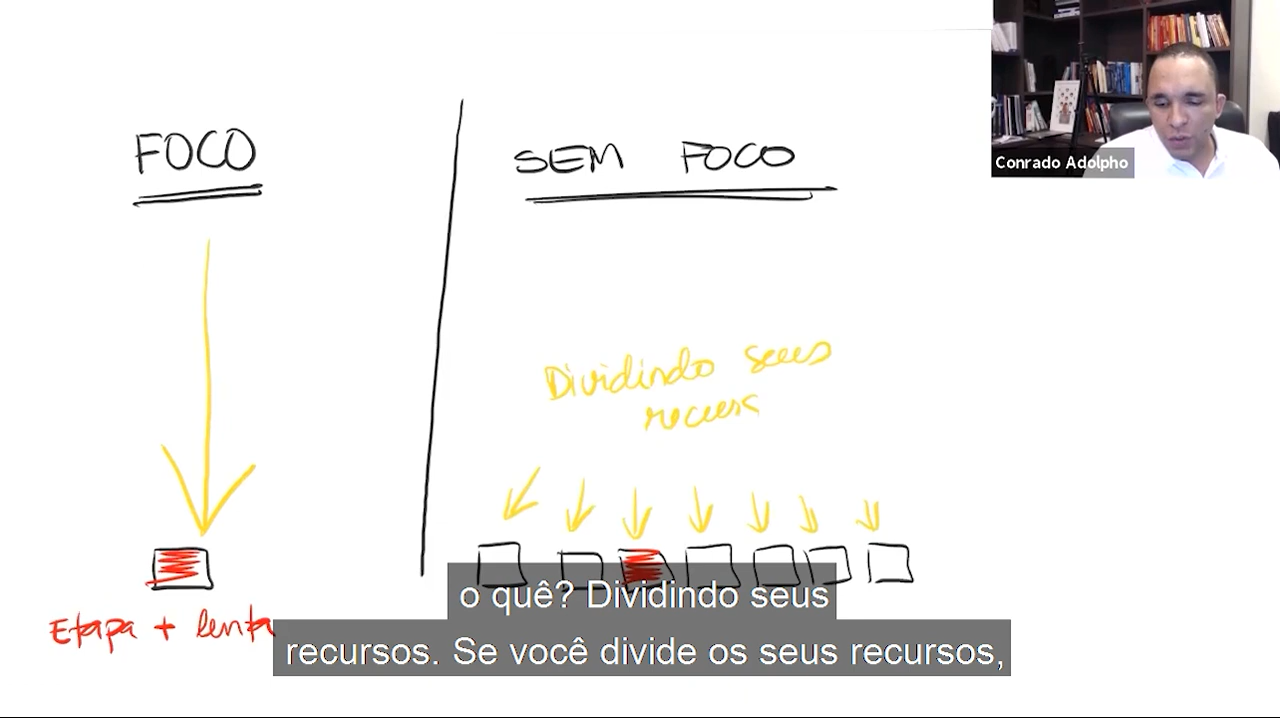 FOCO
SEM FOCO
Conrado Adolpho
Dividindo seus
recurs
Etapa + lenta
o quê? Dividindo seus
recursos. Se você divide os seus recursos,